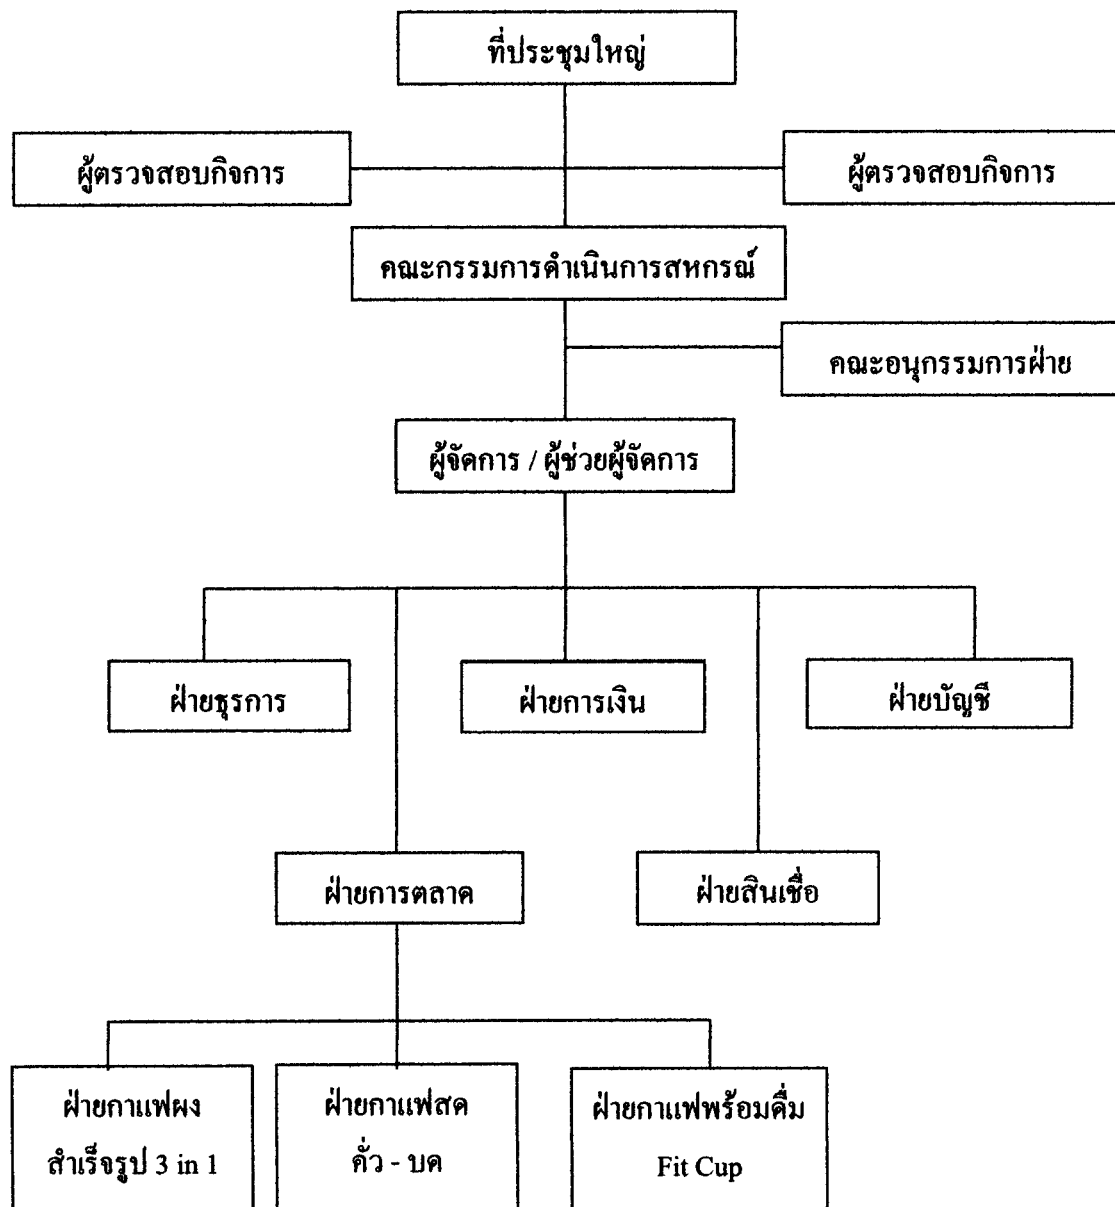 ที่ประชุมใหญ่
ผู้ตรวจสอบกิจการ
ผู้ตรวจสอบกิจการ
คณะกรรมการดำเนินการสหกรณ์
คณะอนุกรรมการฝ่าย
ผู้จัดการ / ผู้ช่วยผู้จัดการ
ฝ่ายธุรการ
ฝ่ายการเงิน
ฝ่ายบัญชี
ฝ่ายการตลาด
ฝ่ายสินเชื่อ
ฝ่ายกาแฟผง
สำเร็จรูป 3 in 1
ฝ่ายกาแฟสด
คั่ว - บด
ฝ่ายกาแฟพร้อมดื่ม
Fit Cup